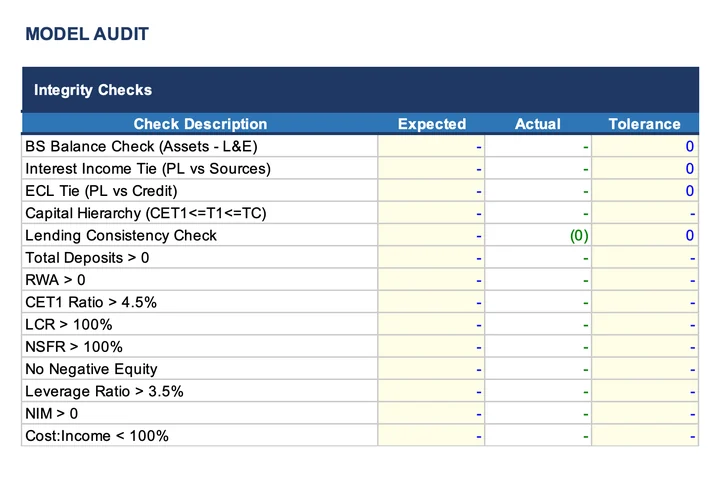 MODEL AUDIT
Integrity Checks
Check Description Expected Actual Tolerance
BS Balance Check (Assets - L&E) - - 0
Interest Income Tie (PL vs Sources) - - 0
ECL Tie (PL vs Credit) - - 0
Capital Hierarchy (CET1<=T1<=TC) - - -
Lending Consistency Check - (0) 0
Total Deposits > 0 - - -
RWA > 0 - - -
CET1 Ratio > 4.5% - - -
LCR > 100% - - -
NSFR > 100% - - -
No Negative Equity - - -
Leverage Ratio > 3.5% - - -
NIM > 0 - - -
Cost:Income < 100% - - -